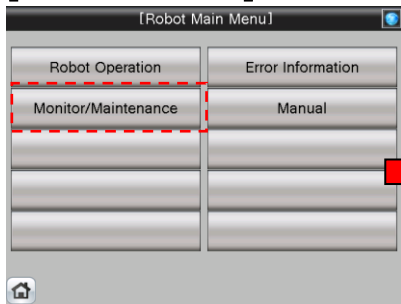 [Robot Main Menu]
Robot Operation
Error Information
Monitor/Maintenance
Manual